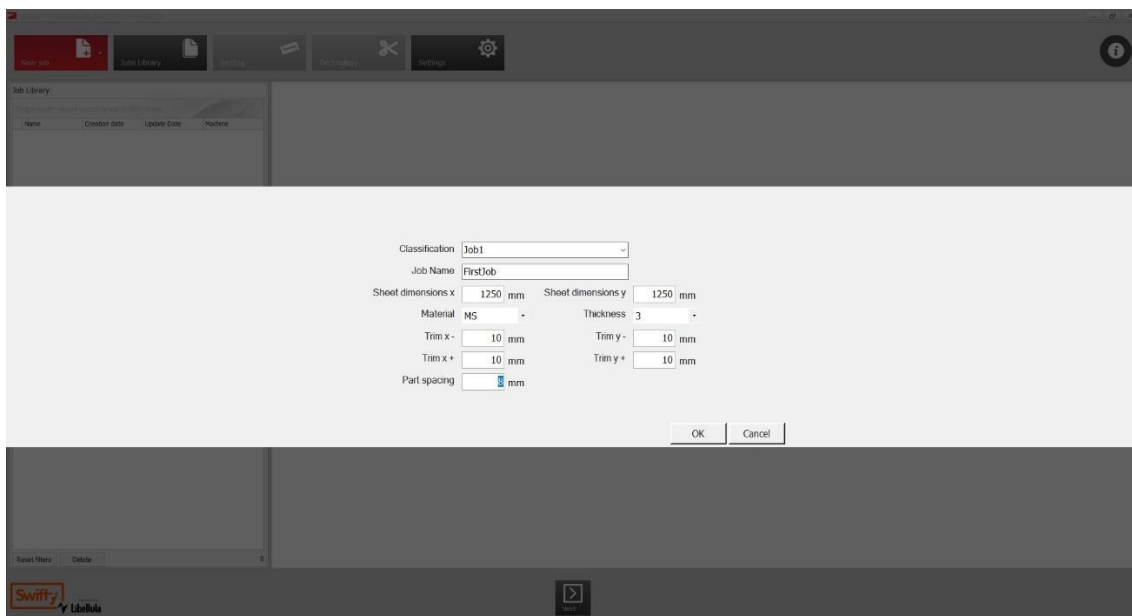 New job
Jobs Library
Nesting
Technology
Settings
Job Library
Name Creation date Update Date Machine
Classification Job1
Job Name FirstJob
Sheet dimensions x 1250 mm Sheet dimensions y 1250 mm
Material MS Thickness 3
Trim x - 10 mm Trim y - 10 mm
Trim x + 10 mm Trim y + 10 mm
Part spacing 8 mm
OK Cancel
Reset filters Delete
Swifty
Libellula
Next